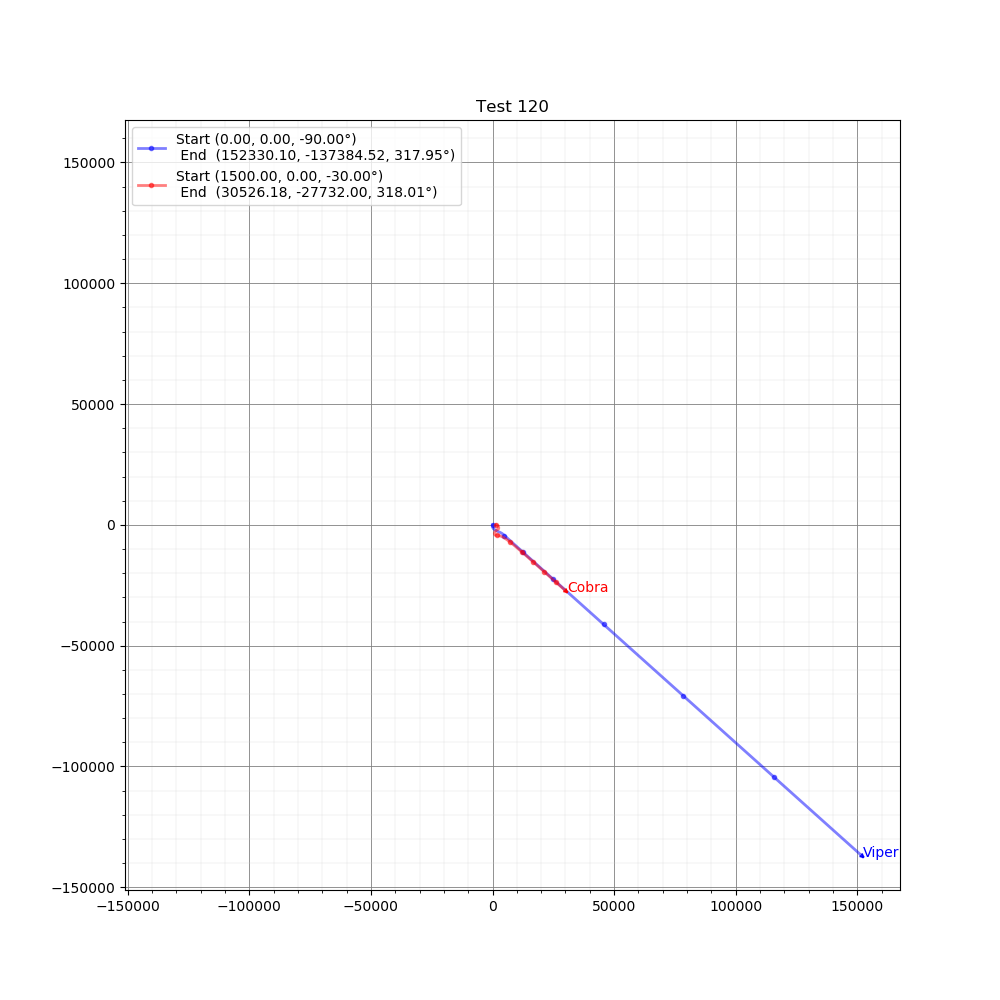 Test 120
Start (0.00, 0.00, -90.00°)
End (152330.10, -137384.52, 317.95°)
Start (1500.00, 0.00, -30.00°)
End (30526.18, -27732.00, 318.01°)
150000
100000
50000
0
−50000
−100000
−150000
Cobra
Viper
−150000 −100000 −50000 0 50000 100000 150000